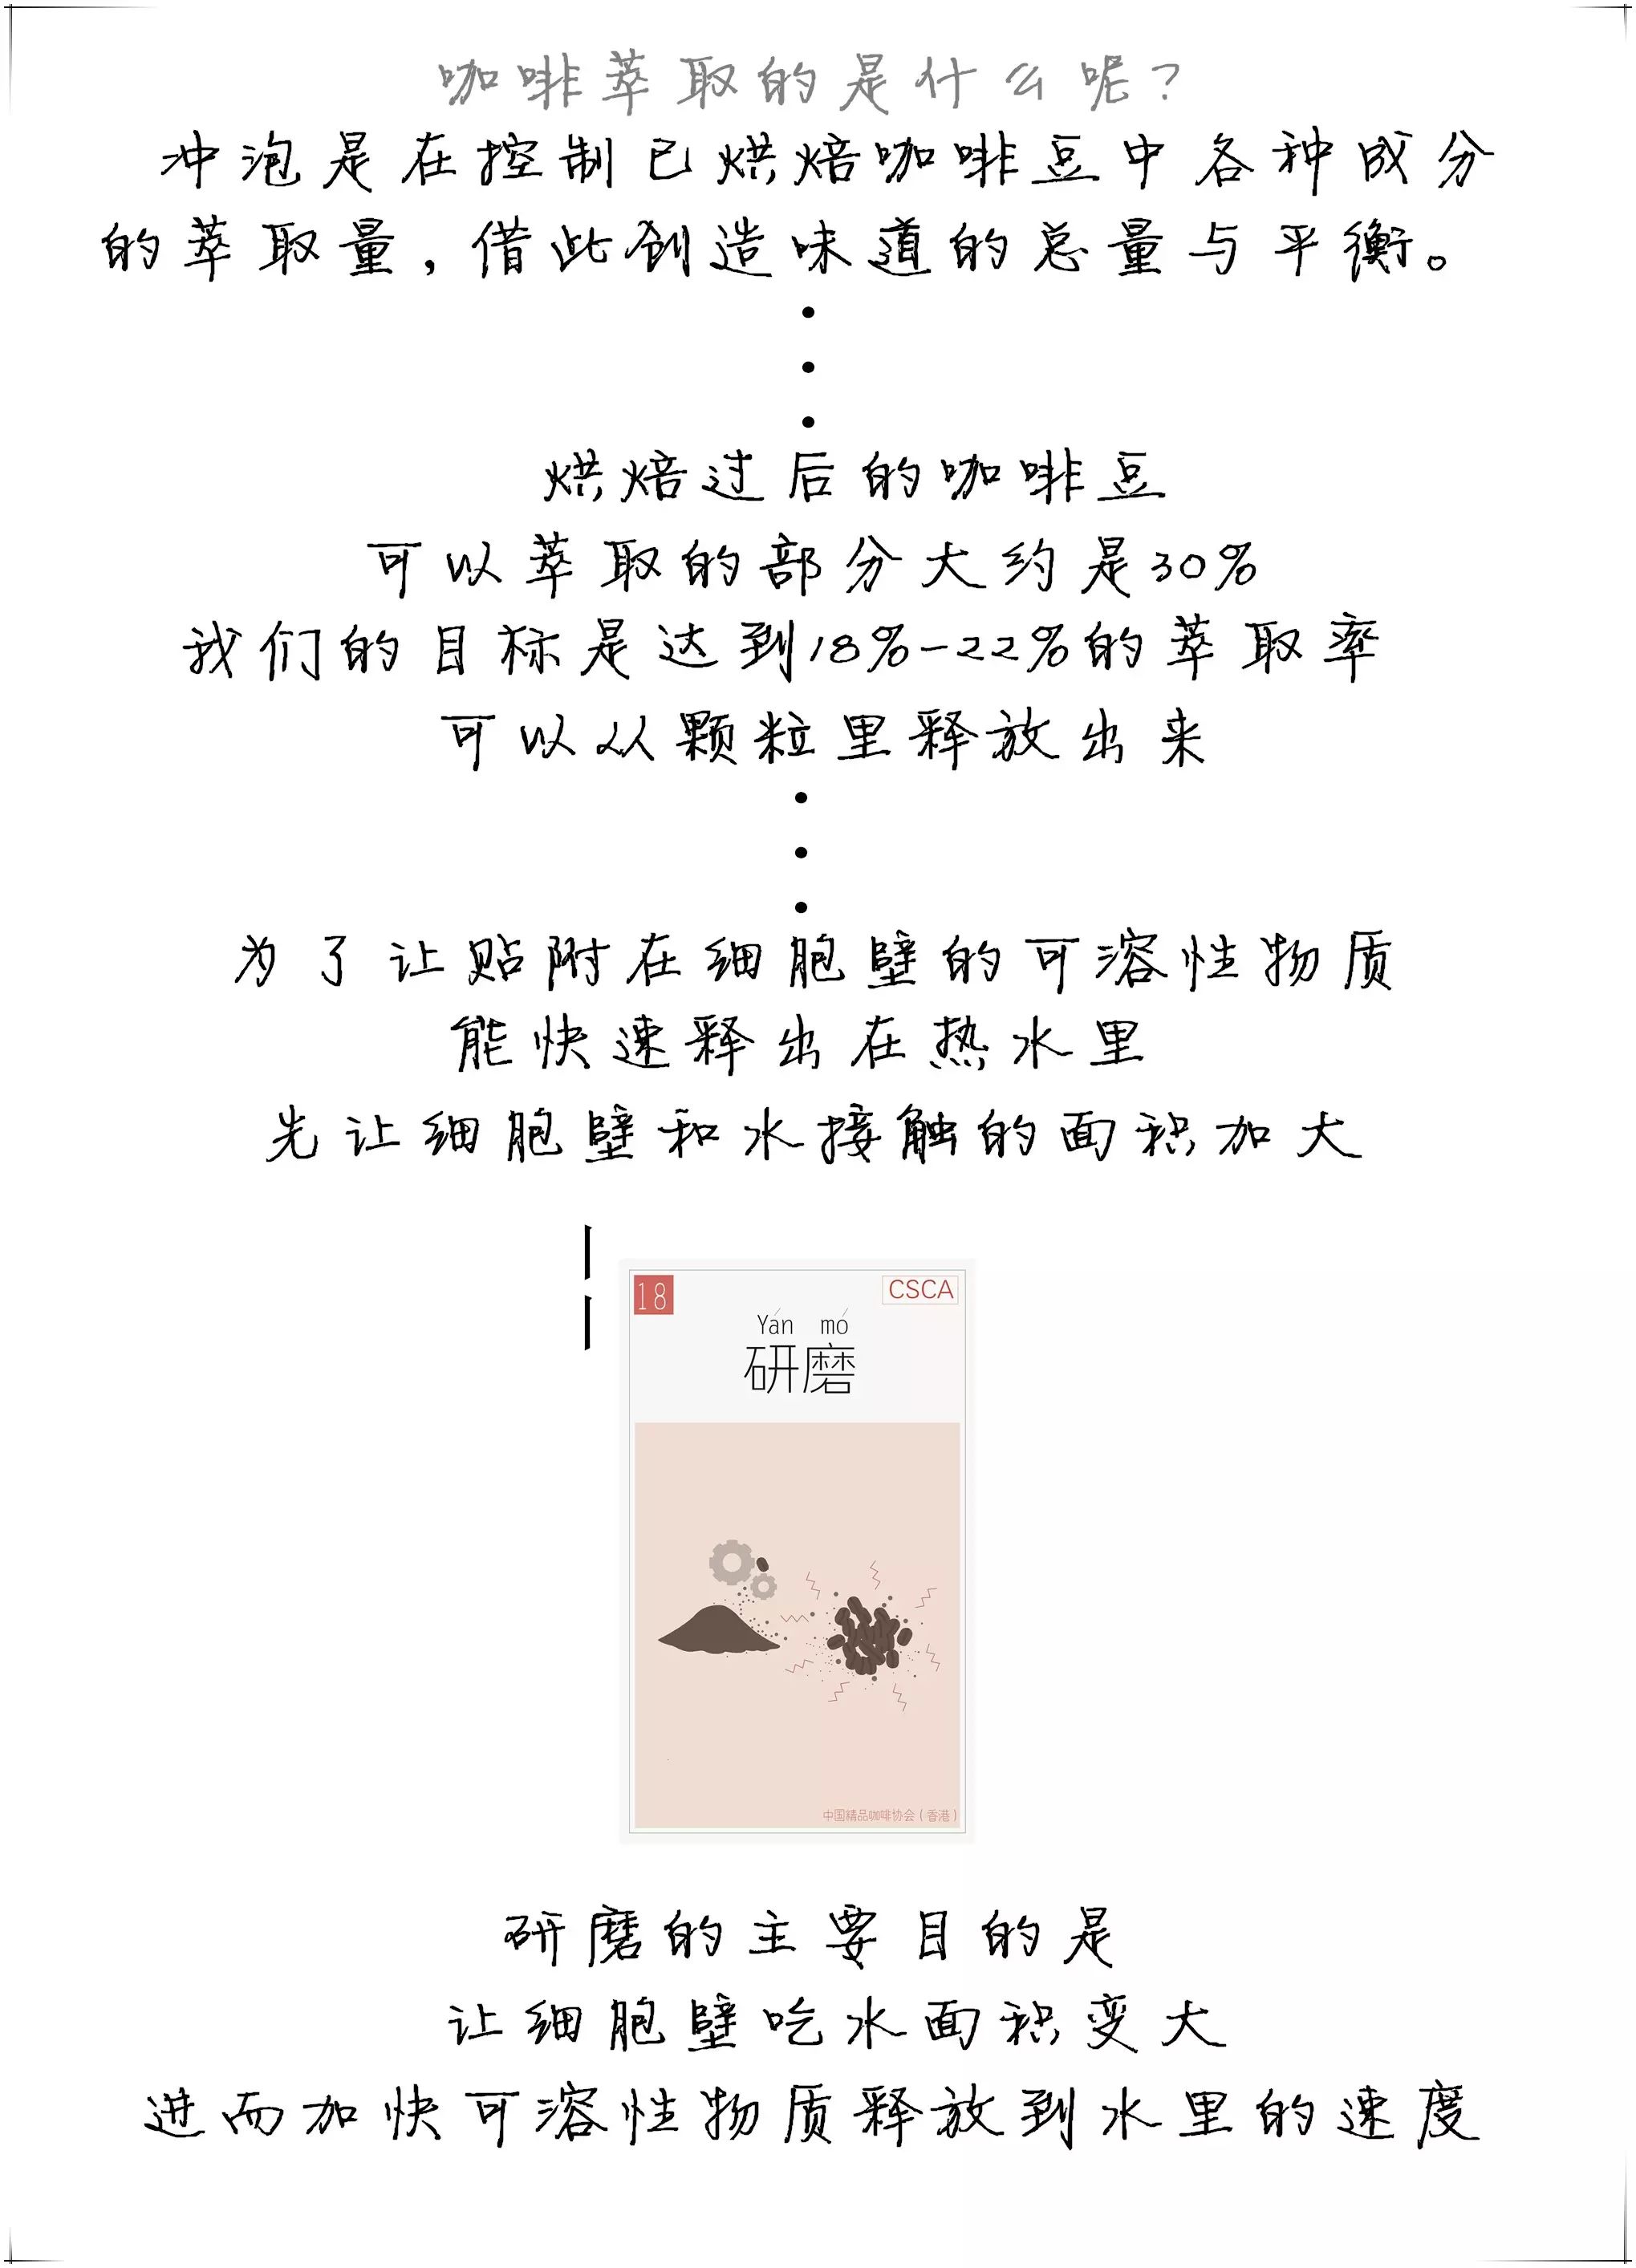 咖啡萃取的是什么呢？
冲泡是在控制已烘焙咖啡豆中各种成分
的萃取量，借此创造味道的总量与平衡。
烘焙过后的咖啡豆
可以萃取的部分大约是30%
我们的目标是达到18%-22%的萃取率
可以从颗粒里释放出来
为了让贴附在细胞壁的可溶性物质
能快速释出在热水里
先让细胞壁和水接触的面积加大
18
CSCA
Yán mó
研磨
中国精品咖啡协会（香港）
研磨的主要目的是
让细胞壁吃水面积变大
进而加快可溶性物质释放到水里的速度